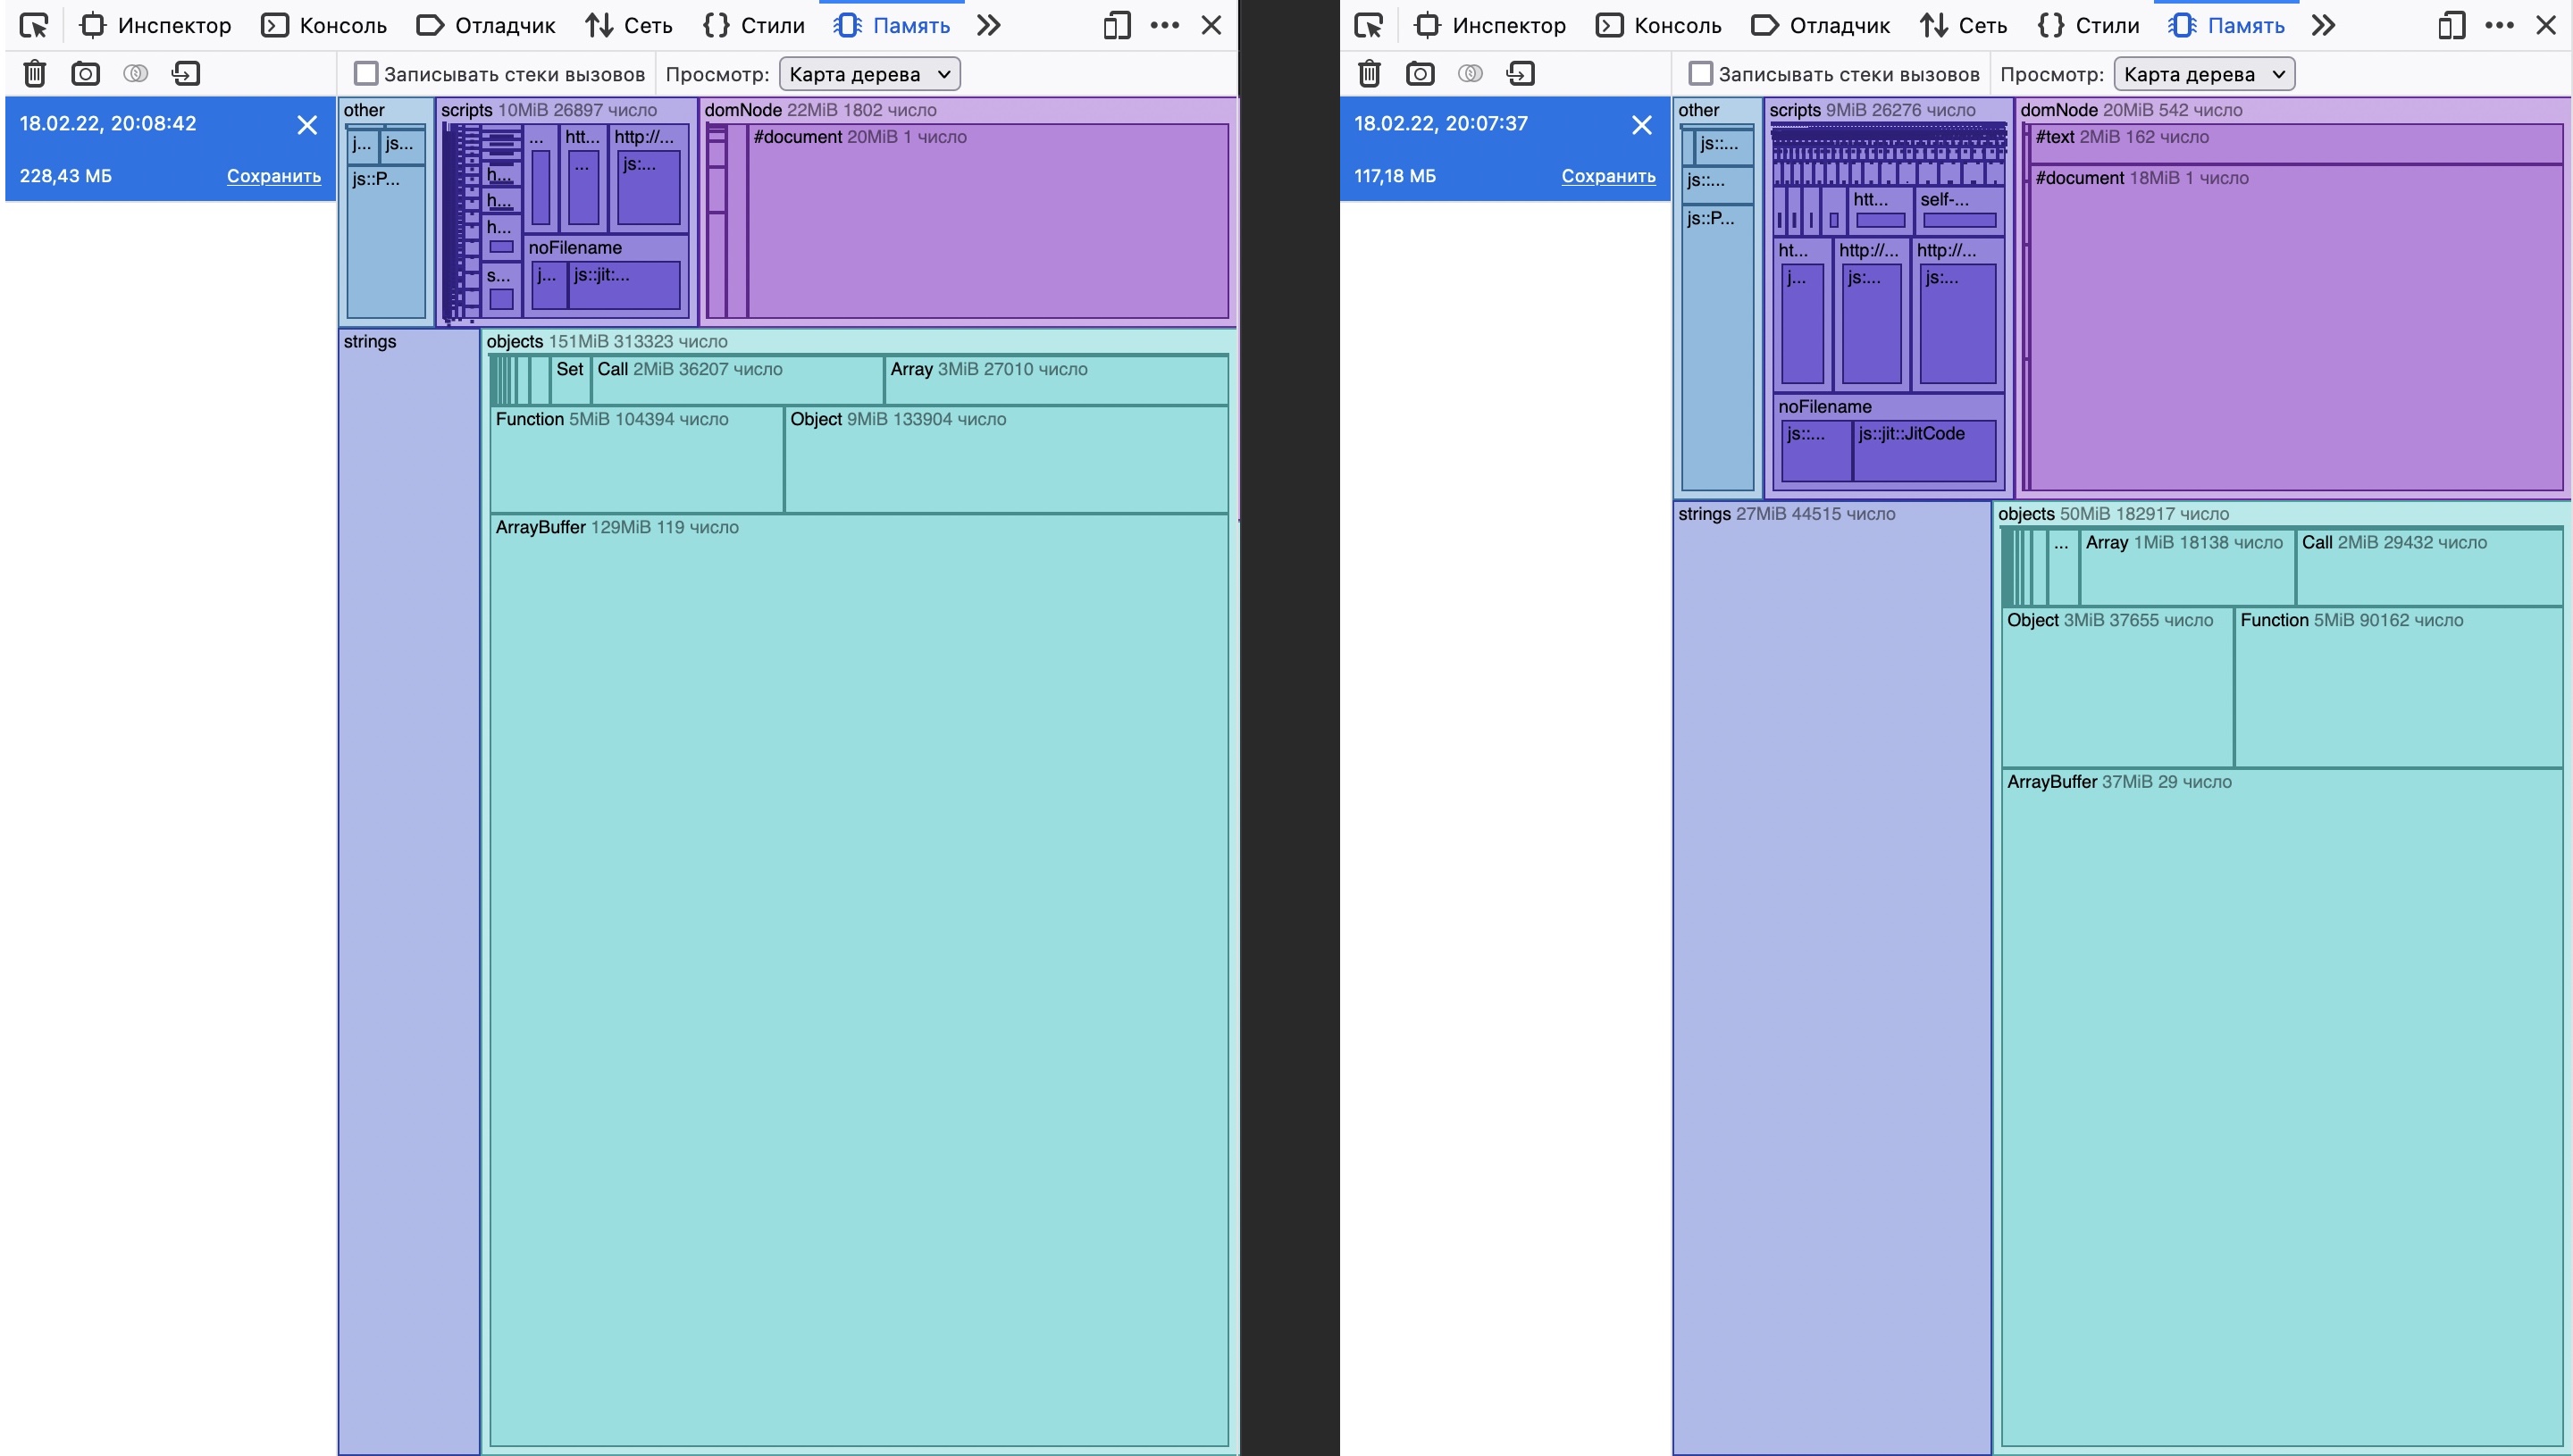 Инспектор Консоль Отладчик Сеть Стили Память
Записывать стеки вызовов Просмотр: Карта дерева
18.02.22, 20:08:42
228,43 МБ Сохранить
other
j... js...
js::P...
scripts 10MiB 26897 число
... htt... http://...
... js:...
h...
h...
h...
s...
noFilename
j... js::jit:...
domNode 22MiB 1802 число
#document 20MiB 1 число
strings
objects 151MiB 313323 число
Set Call 2MiB 36207 число Array 3MiB 27010 число
Function 5MiB 104394 число Object 9MiB 133904 число
ArrayBuffer 129MiB 119 число
Инспектор Консоль Отладчик Сеть Стили Память
Записывать стеки вызовов Просмотр: Карта дерева
18.02.22, 20:07:37
117,18 МБ Сохранить
other
js::...
js::...
js::P...
scripts 9MiB 26276 число
htt... self-...
ht... http://... http://...
j... js:... js:...
noFilename
js::... js::jit::JitCode
domNode 20MiB 542 число
#text 2MiB 162 число
#document 18MiB 1 число
strings 27MiB 44515 число
objects 50MiB 182917 число
... Array 1MiB 18138 число Call 2MiB 29432 число
Object 3MiB 37655 число Function 5MiB 90162 число
ArrayBuffer 37MiB 29 число